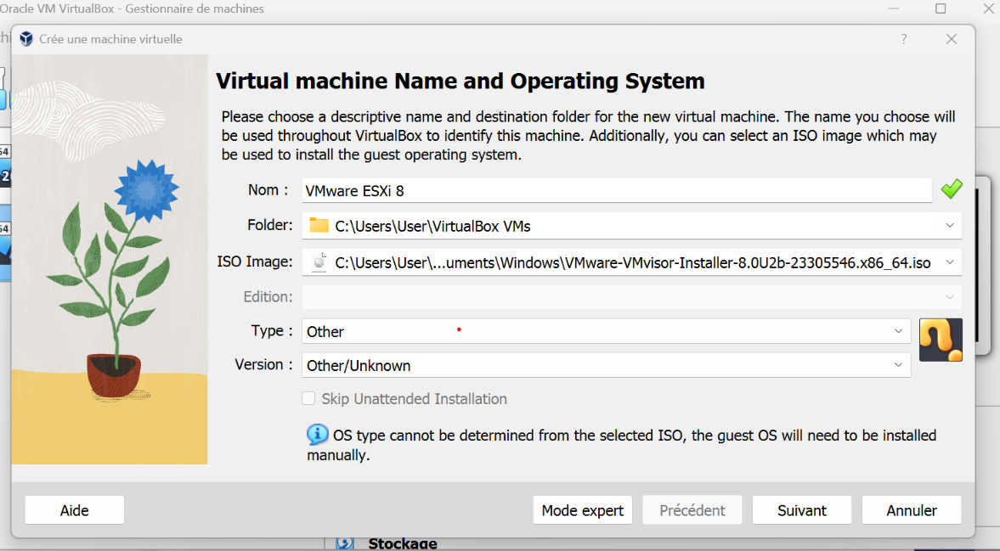 Oracle VM VirtualBox - Gestionnaire de machines
Crée une machine virtuelle
?
Virtual machine Name and Operating System
Please choose a descriptive name and destination folder for the new virtual machine. The name you choose will
be used throughout VirtualBox to identify this machine. Additionally, you can select an ISO image which may
be used to install the guest operating system.
Nom : VMware ESXi 8
Folder: C:\Users\User\VirtualBox VMs
ISO Image: C:\Users\User\...uments\Windows\VMware-VMvisor-Installer-8.0U2b-23305546.x86_64.iso
Edition:
Type : Other
Version : Other/Unknown
Skip Unattended Installation
OS type cannot be determined from the selected ISO, the guest OS will need to be installed
manually.
Aide Mode expert Précédent Suivant Annuler
Stockage